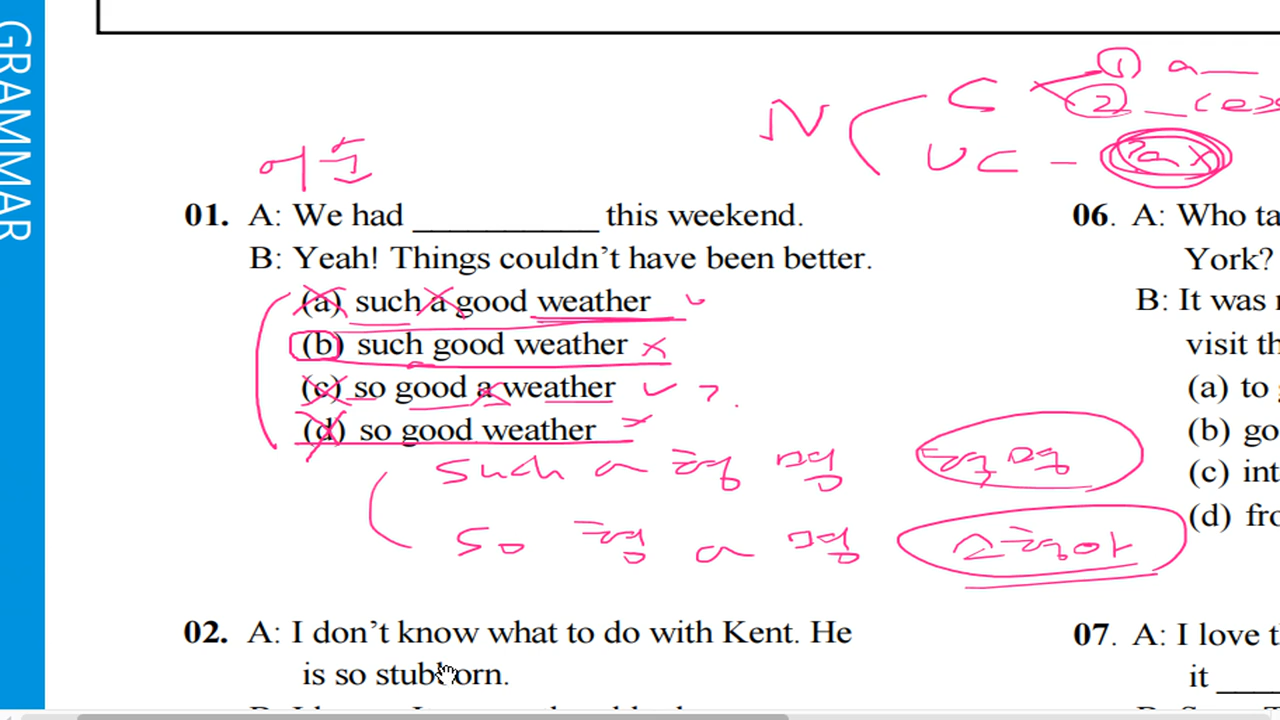 GRAMMAR
어순
N
C
① a
②
UC - a X
01. A: We had __________ this weekend.
B: Yeah! Things couldn't have been better.
(a) such a good weather
(b) such good weather
(c) so good a weather
(d) so good weather
such a 형 명
형명
so 형 a 명
소형아
02. A: I don't know what to do with Kent. He
is so stubborn.
06. A: Who ta
York?
B: It was
visit th
(a) to
(b) go
(c) int
(d) fro
07. A: I love t
it ____